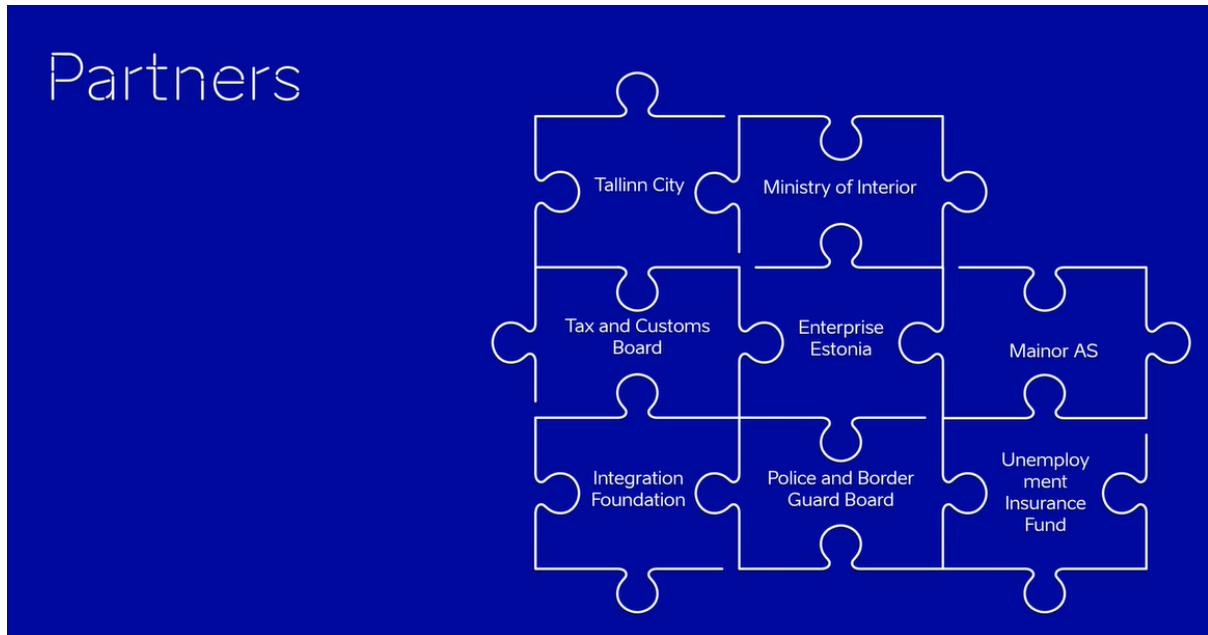 Partners
Tallinn City
Ministry of Interior
Tax and Customs
Board
Enterprise
Estonia
Mainor AS
Integration
Foundation
Police and Border
Guard Board
Unemploy
ment
Insurance
Fund